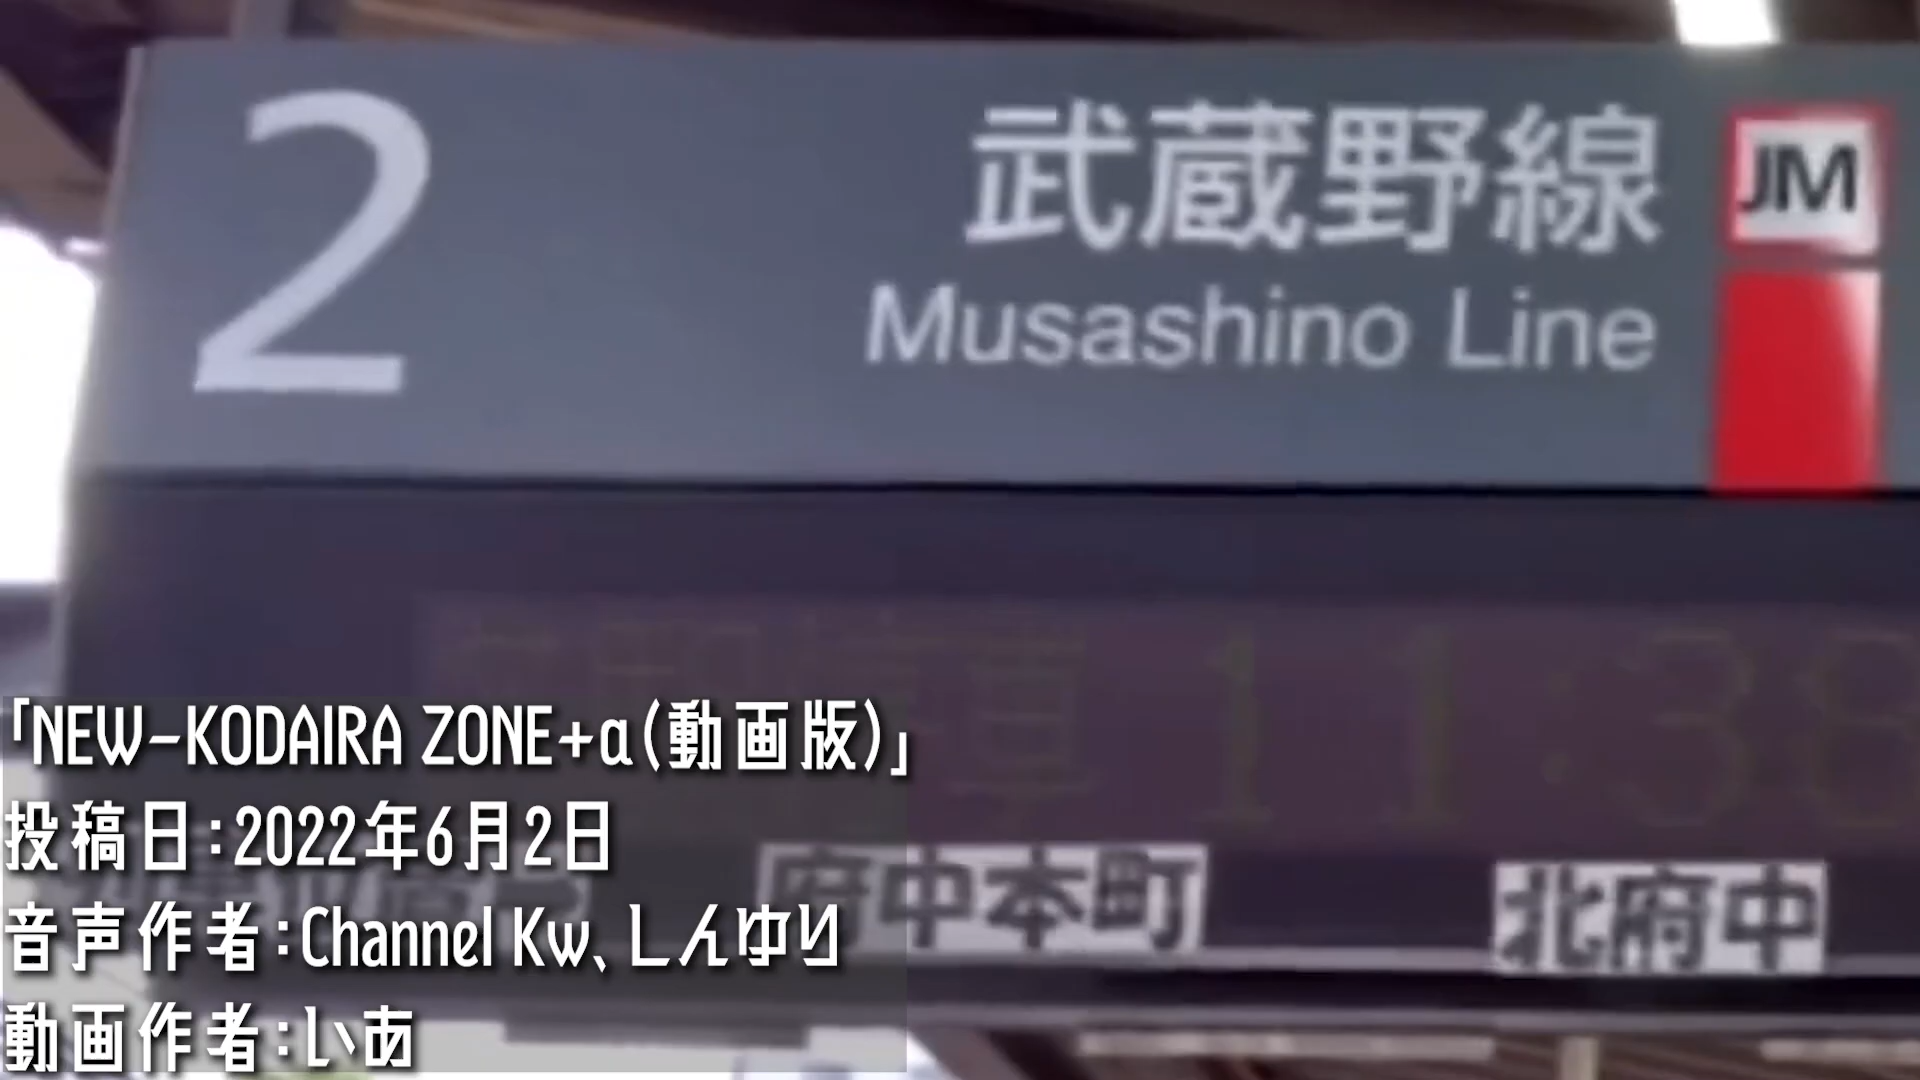 2
武蔵野線
JM
Musashino Line
11:38
府中本町
北府中
「NEW-KODAIRA ZONE+α(動画版)」
投稿日:2022年6月2日
音声作者:Channel Kw、しんゆり
動画作者:いあ